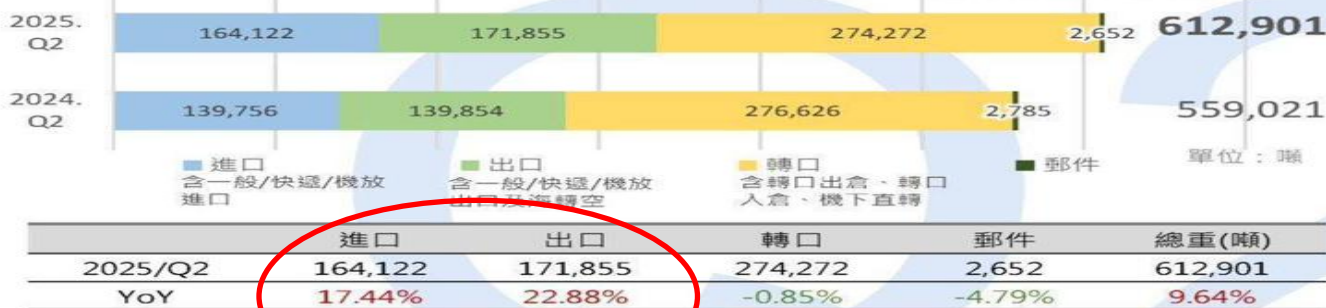 2025.
Q2
164,122 171,855 274,272 2,652 612,901
2024.
Q2
139,756 139,854 276,626 2,785 559,021
單位：噸
進口 出口 轉口 郵件
含一般/快遞/機放 含一般/快遞/機放 含轉口出倉、轉口
進口 出口及海轉空 入倉、機下直轉
進口 出口 轉口 郵件 總重(噸)
2025/Q2 164,122 171,855 274,272 2,652 612,901
YoY 17.44% 22.88% -0.85% -4.79% 9.64%